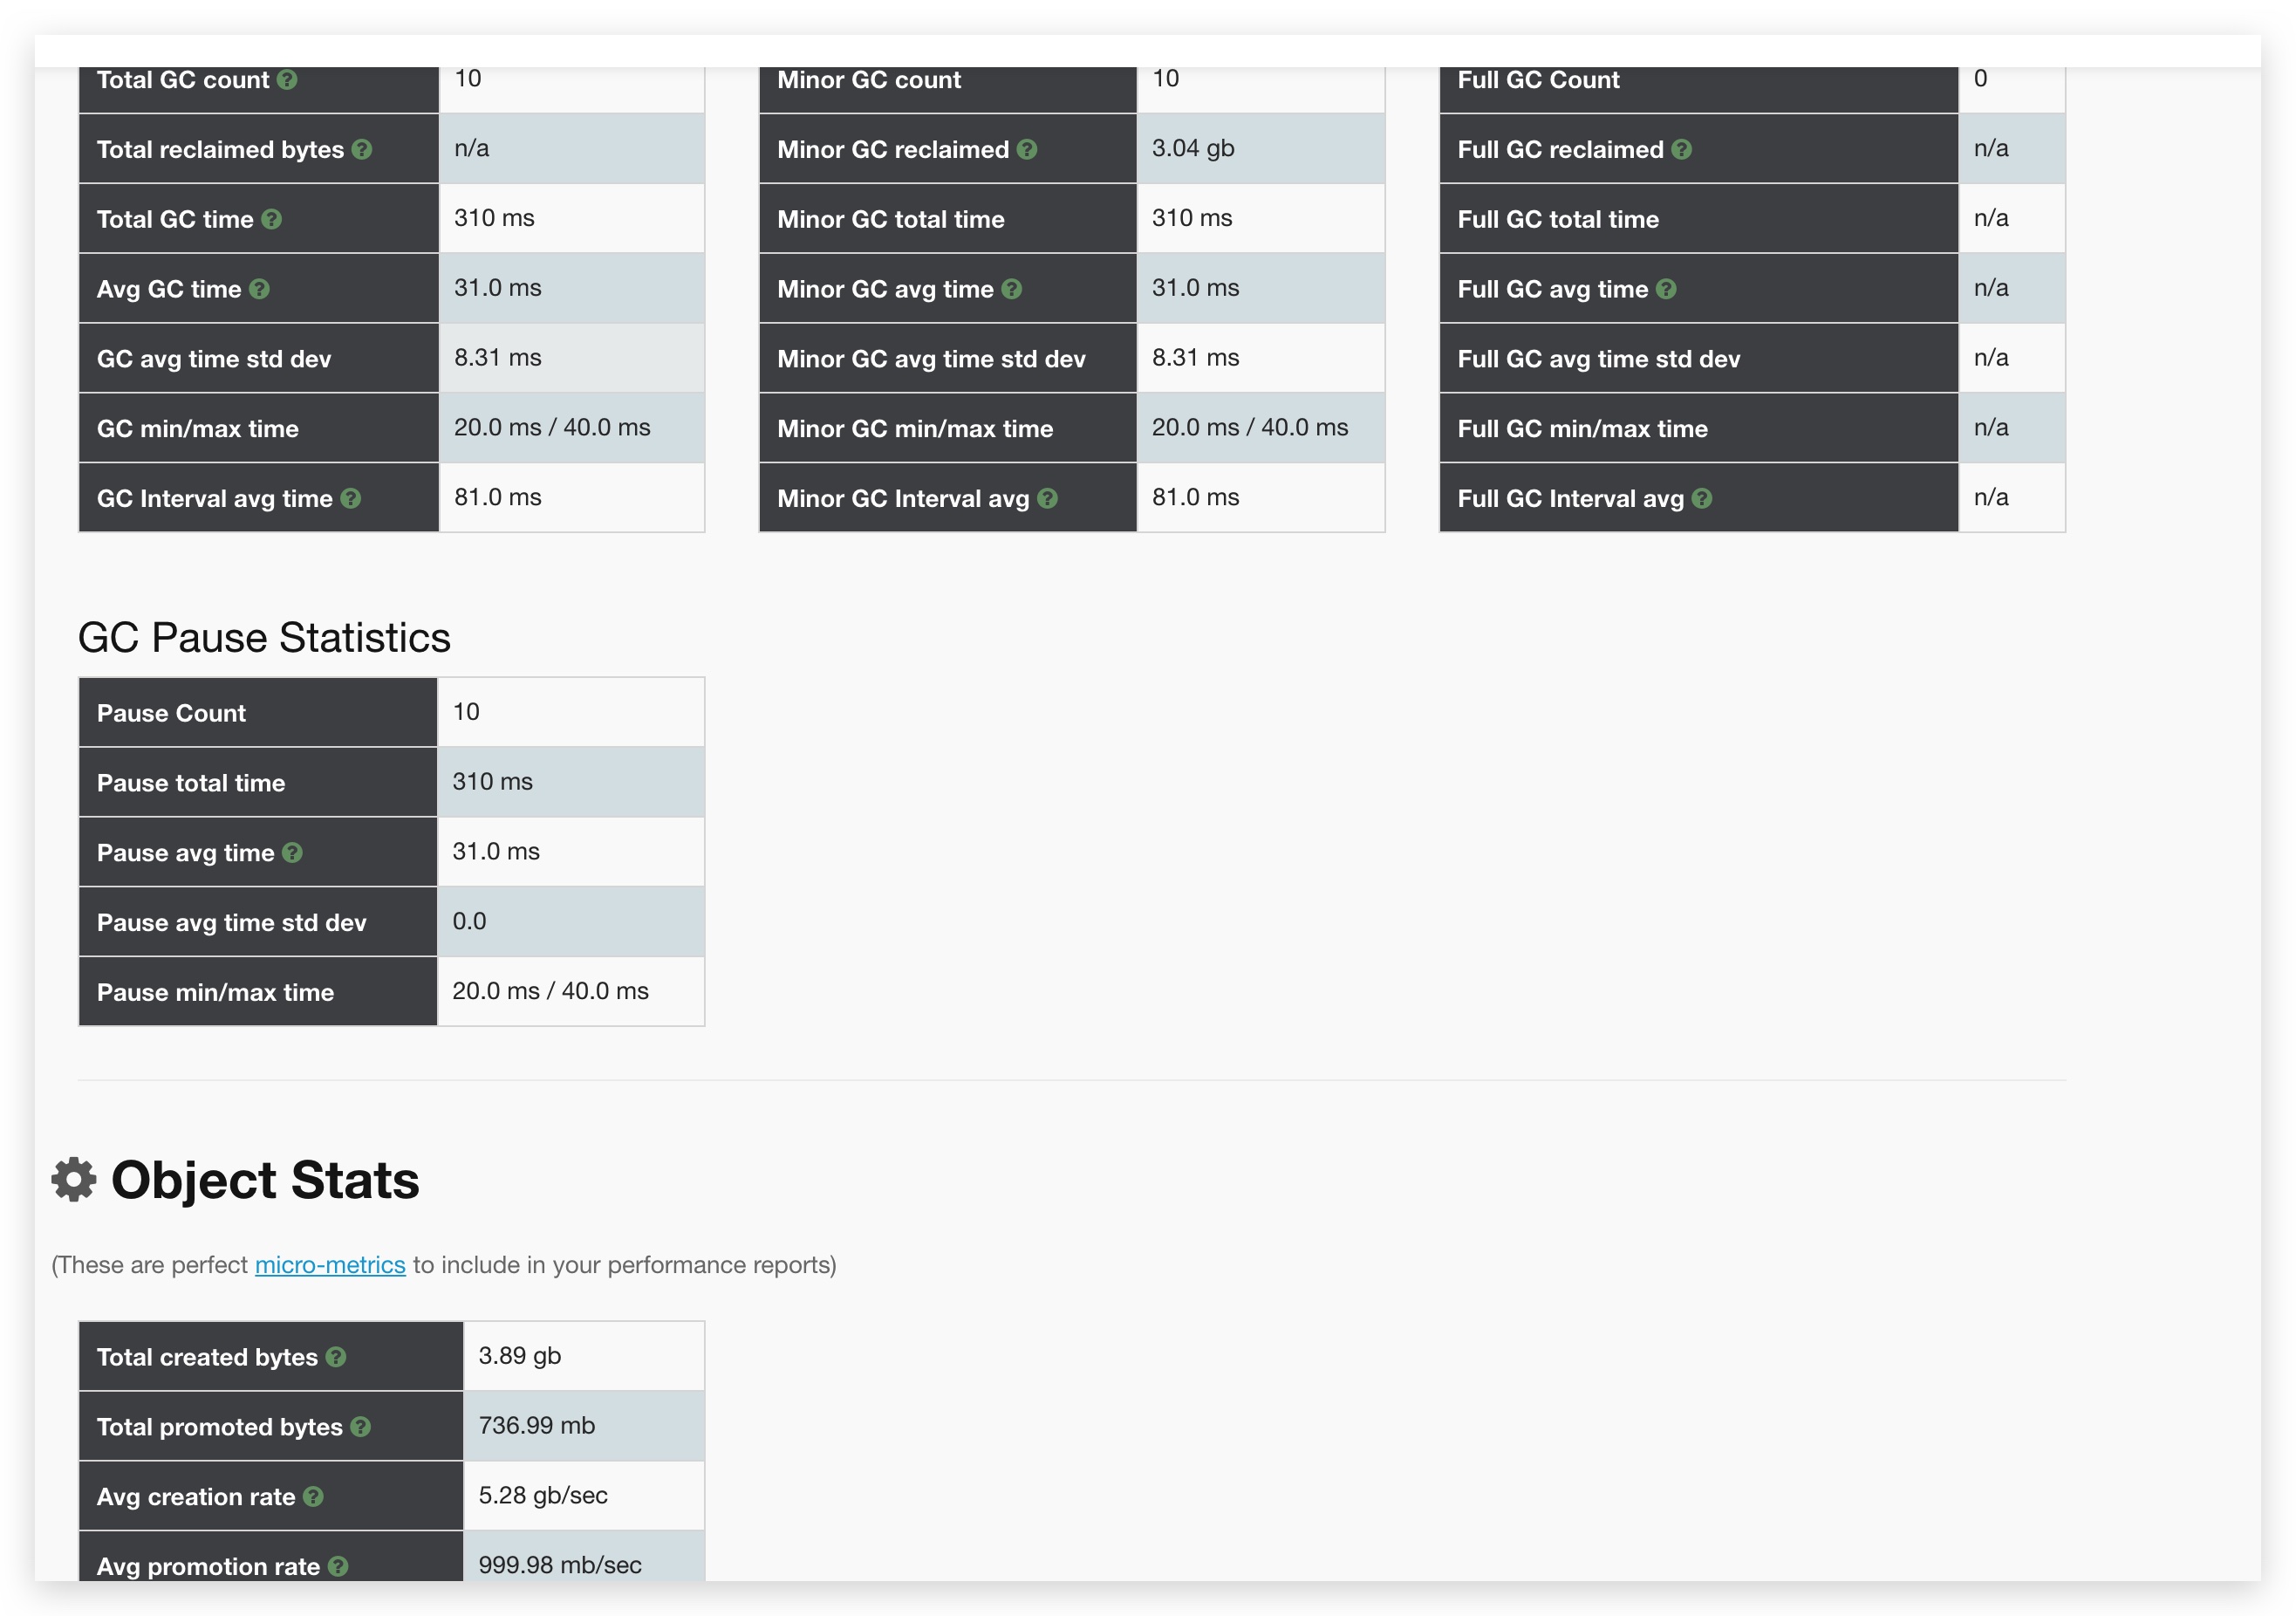 Total GC count 10 Minor GC count 10 Full GC Count 0
Total reclaimed bytes n/a Minor GC reclaimed 3.04 gb Full GC reclaimed n/a
Total GC time 310 ms Minor GC total time 310 ms Full GC total time n/a
Avg GC time 31.0 ms Minor GC avg time 31.0 ms Full GC avg time n/a
GC avg time std dev 8.31 ms Minor GC avg time std dev 8.31 ms Full GC avg time std dev n/a
GC min/max time 20.0 ms / 40.0 ms Minor GC min/max time 20.0 ms / 40.0 ms Full GC min/max time n/a
GC Interval avg time 81.0 ms Minor GC Interval avg 81.0 ms Full GC Interval avg n/a
GC Pause Statistics
Pause Count 10
Pause total time 310 ms
Pause avg time 31.0 ms
Pause avg time std dev 0.0
Pause min/max time 20.0 ms / 40.0 ms
Object Stats
(These are perfect micro-metrics to include in your performance reports)
Total created bytes 3.89 gb
Total promoted bytes 736.99 mb
Avg creation rate 5.28 gb/sec
Avg promotion rate 999.98 mb/sec